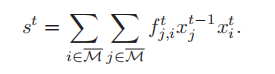 $s^t = \sum_{i \in \overline{\mathcal{M}}} \sum_{j \in \overline{\mathcal{M}}} f^t_{j,i} x^{t-1}_j x^t_i.$